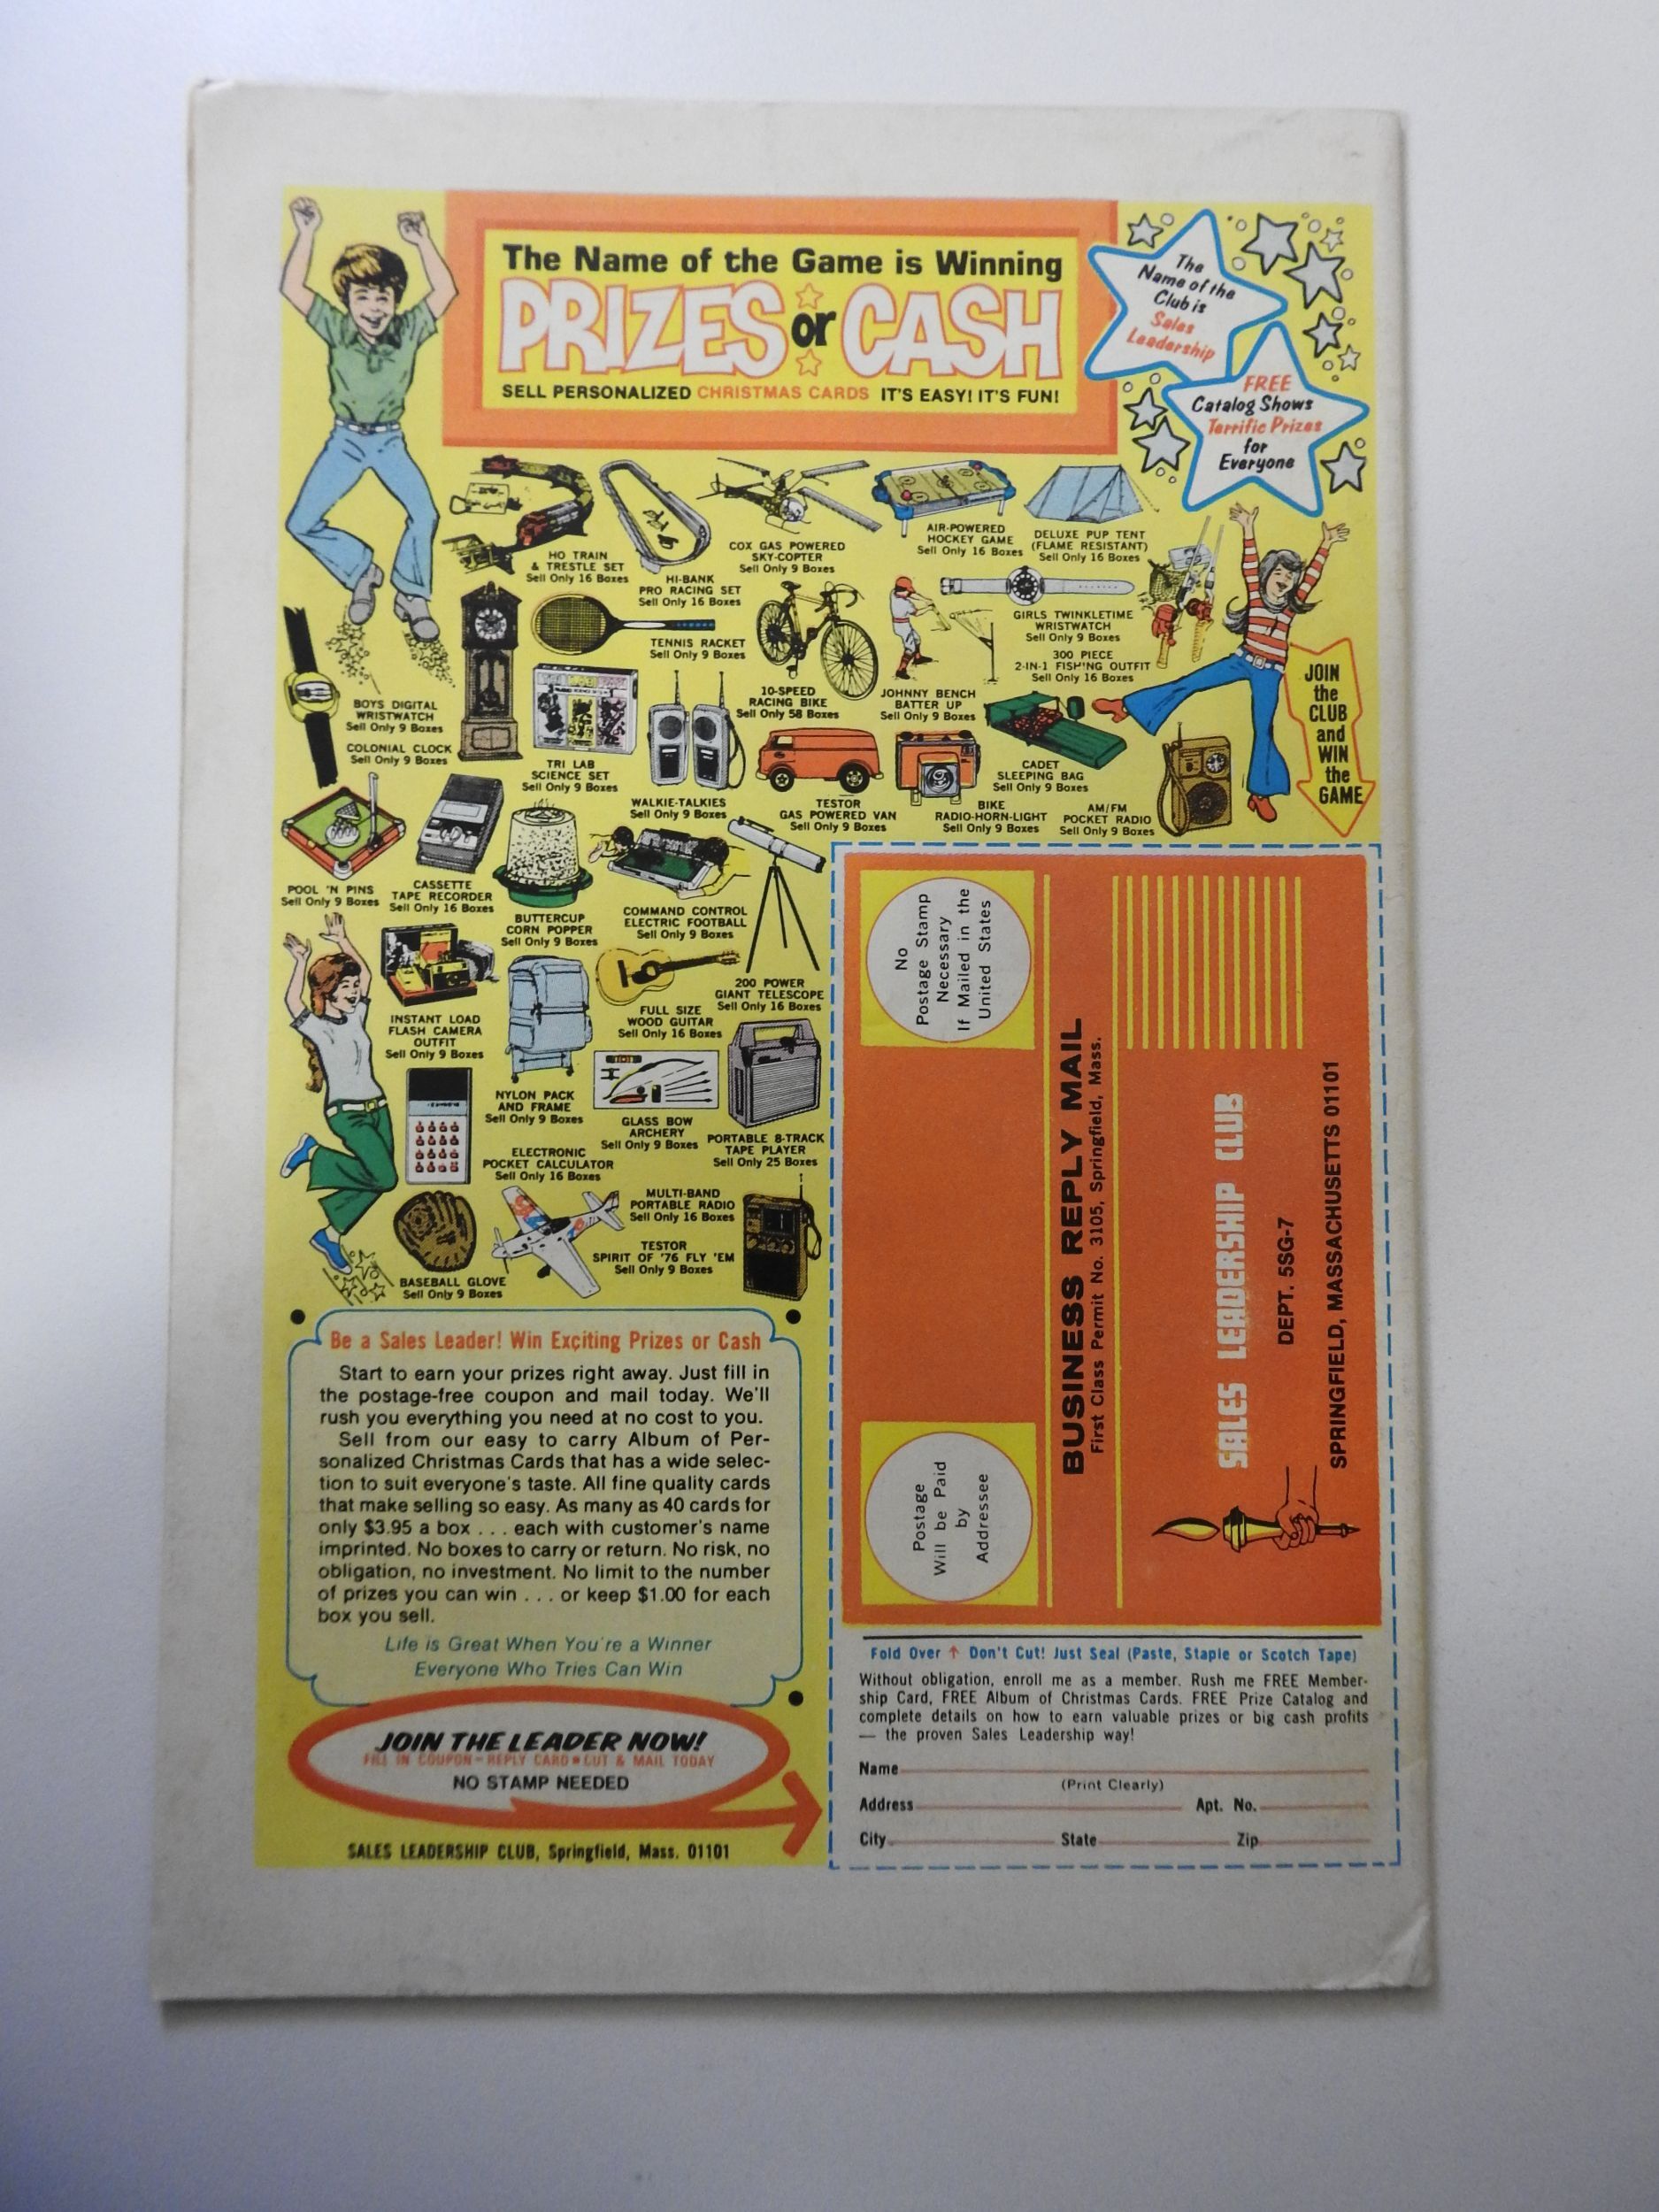 The Name of the Game is Winning
PRIZES or CASH
SELL PERSONALIZED CHRISTMAS CARDS IT'S EASY! IT'S FUN!
The
Name of the
Club is
Sales
Leadership
FREE
Catalog Shows
Terrific Prizes
for
Everyone
HO TRAIN
& TRESTLE SET
Sell Only 16 Boxes
HI-BANK
PRO RACING SET
Sell Only 16 Boxes
COX GAS POWERED
SKY-COPTER
Sell Only 9 Boxes
AIR-POWERED
HOCKEY GAME
Sell Only 16 Boxes
DELUXE PUP TENT
(FLAME RESISTANT)
Sell Only 16 Boxes
BOYS DIGITAL
WRISTWATCH
Sell Only 9 Boxes
COLONIAL CLOCK
Sell Only 9 Boxes
TENNIS RACKET
Sell Only 9 Boxes
TRI LAB
SCIENCE SET
Sell Only 9 Boxes
WALKIE-TALKIES
Sell Only 9 Boxes
10-SPEED
RACING BIKE
Sell Only 58 Boxes
JOHNNY BENCH
BATTER UP
Sell Only 9 Boxes
GIRLS TWINKLETIME
WRISTWATCH
Sell Only 9 Boxes
300 PIECE
2-IN-1 FISHING OUTFIT
Sell Only 16 Boxes
TESTOR
GAS POWERED VAN
Sell Only 9 Boxes
BIKE
RADIO-HORN-LIGHT
Sell Only 9 Boxes
CADET
SLEEPING BAG
Sell Only 9 Boxes
AM/FM
POCKET RADIO
Sell Only 9 Boxes
JOIN
the
CLUB
and
WIN
the
GAME
POOL 'N PINS
Sell Only 9 Boxes
CASSETTE
TAPE RECORDER
Sell Only 16 Boxes
BUTTERCUP
CORN POPPER
Sell Only 9 Boxes
COMMAND CONTROL
ELECTRIC FOOTBALL
Sell Only 9 Boxes
200 POWER
GIANT TELESCOPE
Sell Only 16 Boxes
INSTANT LOAD
FLASH CAMERA
OUTFIT
Sell Only 9 Boxes
NYLON PACK
AND FRAME
Sell Only 9 Boxes
FULL SIZE
WOOD GUITAR
Sell Only 16 Boxes
GLASS BOW
ARCHERY
Sell Only 9 Boxes
PORTABLE 8-TRACK
TAPE PLAYER
Sell Only 25 Boxes
ELECTRONIC
POCKET CALCULATOR
Sell Only 16 Boxes
BASEBALL GLOVE
Sell Only 9 Boxes
MULTI-BAND
PORTABLE RADIO
Sell Only 16 Boxes
TESTOR
SPIRIT OF '76 FLY 'EM
Sell Only 9 Boxes
Be a Sales Leader! Win Exciting Prizes or Cash
Start to earn your prizes right away. Just fill in
the postage-free coupon and mail today. We'll
rush you everything you need at no cost to you.
Sell from our easy to carry Album of Per-
sonalized Christmas Cards that has a wide selec-
tion to suit everyone's taste. All fine quality cards
that make selling so easy. As many as 40 cards for
only $3.95 a box . . . each with customer's name
imprinted. No boxes to carry or return. No risk, no
obligation, no investment. No limit to the number
of prizes you can win . . . or keep $1.00 for each
box you sell.
Life is Great When You're a Winner
Everyone Who Tries Can Win
JOIN THE LEADER NOW!
FILL IN COUPON – REPLY CARD • CUT & MAIL TODAY
NO STAMP NEEDED
SALES LEADERSHIP CLUB, Springfield, Mass. 01101
No
Postage Stamp
Necessary
If Mailed in the
United States
Postage
Will be Paid
by
Addressee
BUSINESS REPLY MAIL
First Class Permit No. 3105, Springfield, Mass.
SALES LEADERSHIP CLUB
DEPT. 5SG-7
SPRINGFIELD, MASSACHUSETTS 01101
Fold Over ↑ Don't Cut! Just Seal (Paste, Staple or Scotch Tape)
Without obligation, enroll me as a member. Rush me FREE Member-
ship Card, FREE Album of Christmas Cards. FREE Prize Catalog and
complete details on how to earn valuable prizes or big cash profits
— the proven Sales Leadership way!
Name
(Print Clearly)
Address Apt. No.
City State Zip